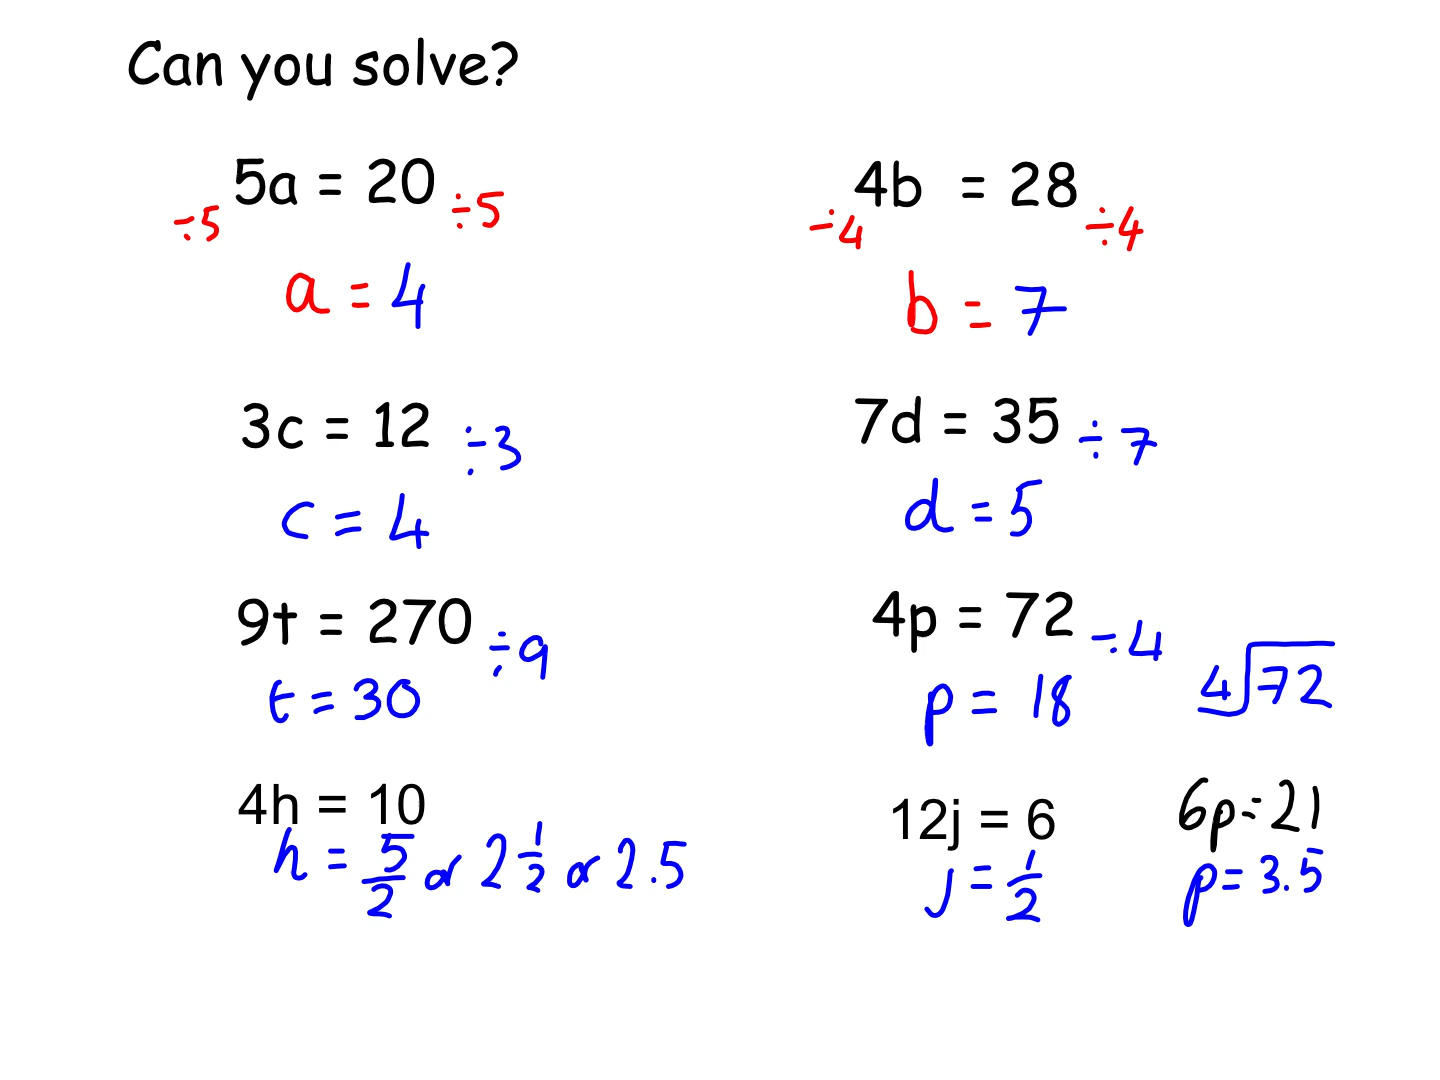 Can you solve?
5a = 20
÷5 ÷5
a = 4
4b = 28
÷4 ÷4
b = 7
3c = 12 ÷3
c = 4
7d = 35 ÷7
d = 5
9t = 270 ÷9
t = 30
4p = 72 ÷4
p = 18
4√72
4h = 10
h = 5/2 or 2 1/2 or 2.5
12j = 6
j = 1/2
6p = 21
p = 3.5